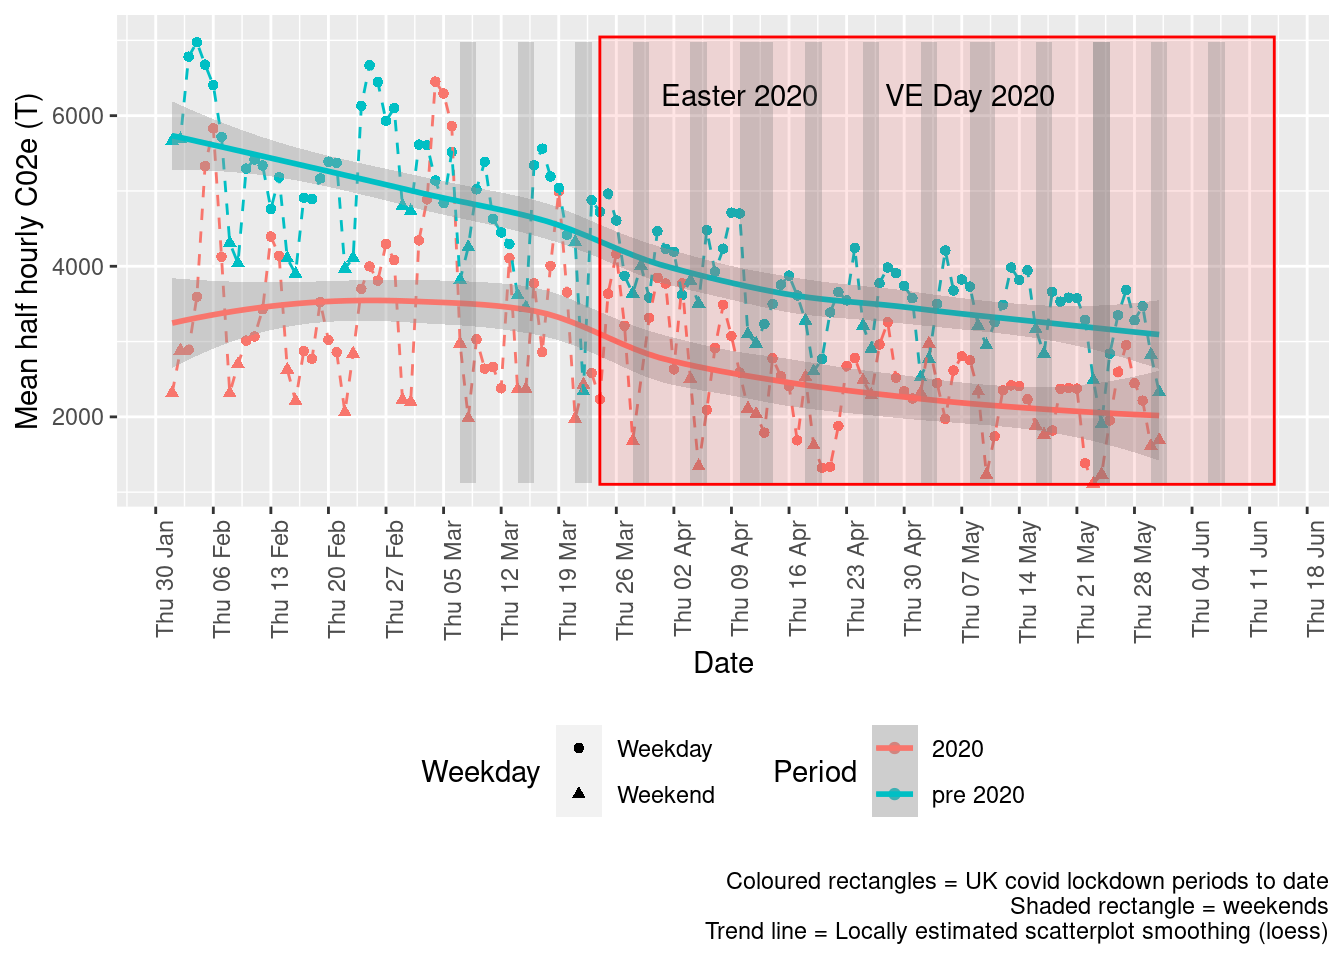 Mean half hourly C02e (T)
6000
4000
2000
Easter 2020
VE Day 2020
Thu 30 Jan
Thu 06 Feb
Thu 13 Feb
Thu 20 Feb
Thu 27 Feb
Thu 05 Mar
Thu 12 Mar
Thu 19 Mar
Thu 26 Mar
Thu 02 Apr
Thu 09 Apr
Thu 16 Apr
Thu 23 Apr
Thu 30 Apr
Thu 07 May
Thu 14 May
Thu 21 May
Thu 28 May
Thu 04 Jun
Thu 11 Jun
Thu 18 Jun
Date
Weekday
Weekday
Weekend
Period
2020
pre 2020
Coloured rectangles = UK covid lockdown periods to date
Shaded rectangle = weekends
Trend line = Locally estimated scatterplot smoothing (loess)